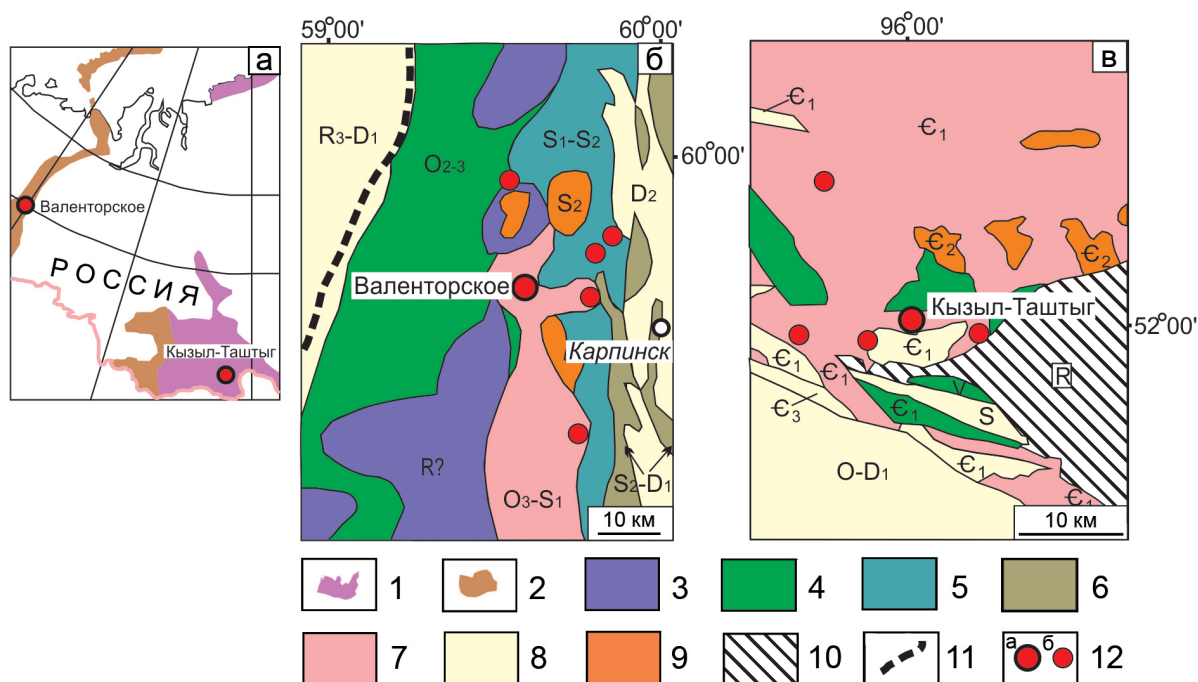 а
Валенторское
РОССИЯ
Кызыл-Таштыг
59°00'
60°00'
б
R₃-D₁
O₂₋₃
S₁-S₂
60°00'
D₂
S₂
Валенторское
Карпинск
R?
O₃-S₁
S₂-D₁
10 км
96°00'
в
Є₁
Є₁
Є₂
Є₂
Кызыл-Таштыг
52°00'
Є₁
Є₁
Є₁
R
V
Є₃
Є₁
S
Є₁
O-D₁
Є₁
10 км
1
2
3
4
5
6
7
8
9
10
11
а б
12